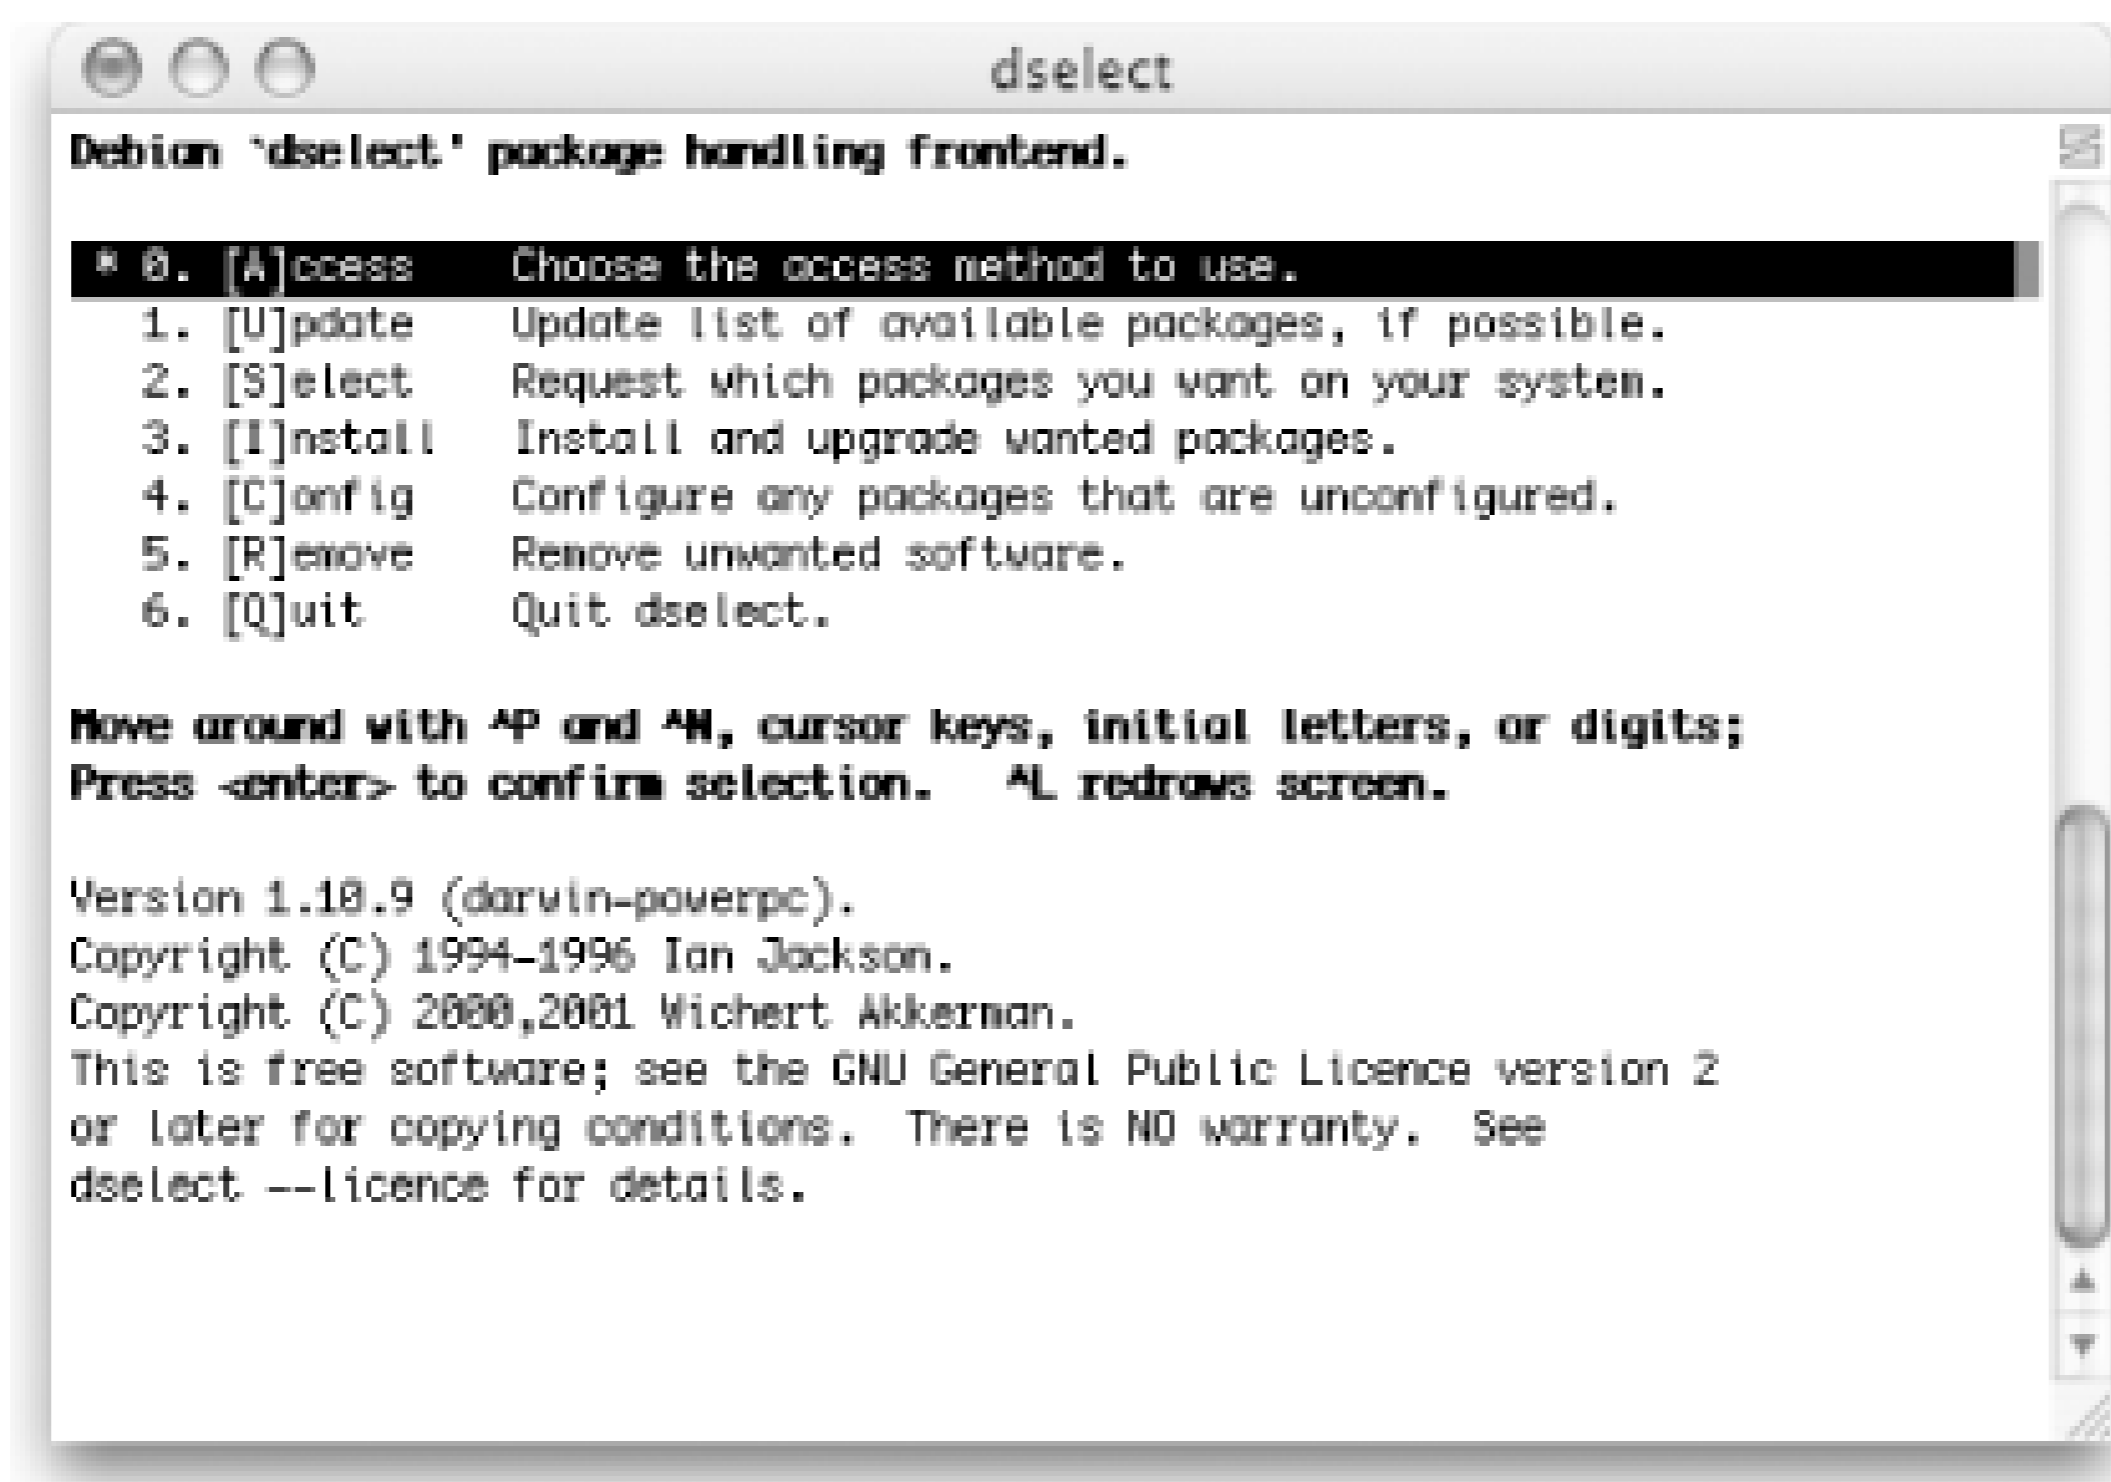 dselect
Debian `dselect' package handling frontend.
* 0. [A]ccess    Choose the access method to use.
  1. [U]pdate    Update list of available packages, if possible.
  2. [S]elect    Request which packages you want on your system.
  3. [I]nstall   Install and upgrade wanted packages.
  4. [C]onfig    Configure any packages that are unconfigured.
  5. [R]emove    Remove unwanted software.
  6. [Q]uit      Quit dselect.
Move around with ^P and ^N, cursor keys, initial letters, or digits;
Press <enter> to confirm selection.   ^L redraws screen.
Version 1.10.9 (darwin-powerpc).
Copyright (C) 1994-1996 Ian Jackson.
Copyright (C) 2000,2001 Wichert Akkerman.
This is free software; see the GNU General Public Licence version 2
or later for copying conditions.  There is NO warranty.  See
dselect --licence for details.